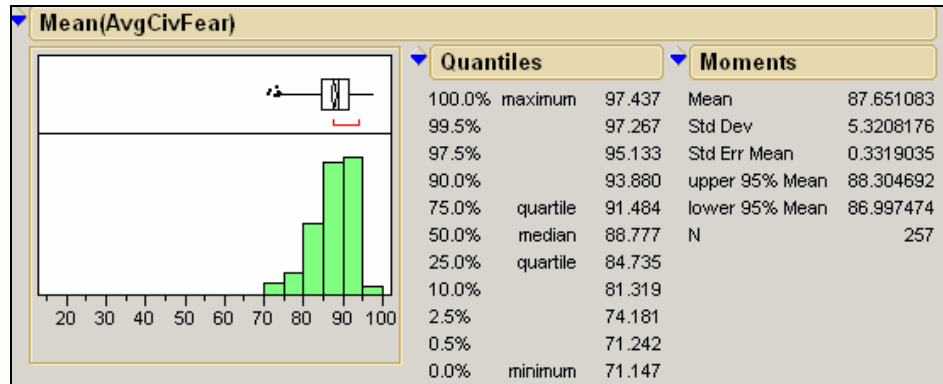 Mean(AvgCivFear)
20 30 40 50 60 70 80 90 100
Quantiles
100.0% maximum 97.437
99.5% 97.267
97.5% 95.133
90.0% 93.880
75.0% quartile 91.484
50.0% median 88.777
25.0% quartile 84.735
10.0% 81.319
2.5% 74.181
0.5% 71.242
0.0% minimum 71.147
Moments
Mean 87.651083
Std Dev 5.3208176
Std Err Mean 0.3319035
upper 95% Mean 88.304692
lower 95% Mean 86.997474
N 257